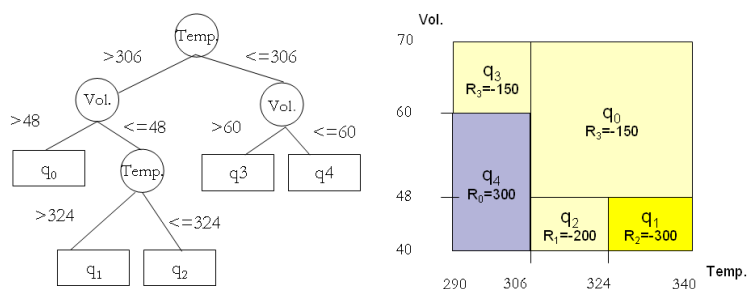 Temp.
>306
<=306
Vol.
Vol.
>48
<=48
>60
<=60
q0
Temp.
q3
q4
>324
<=324
q1
q2
Vol.
70
60
48
40
q3
R3=-150
q0
R3=-150
q4
R0=300
q2
R1=-200
q1
R2=-300
Temp.
290
306
324
340